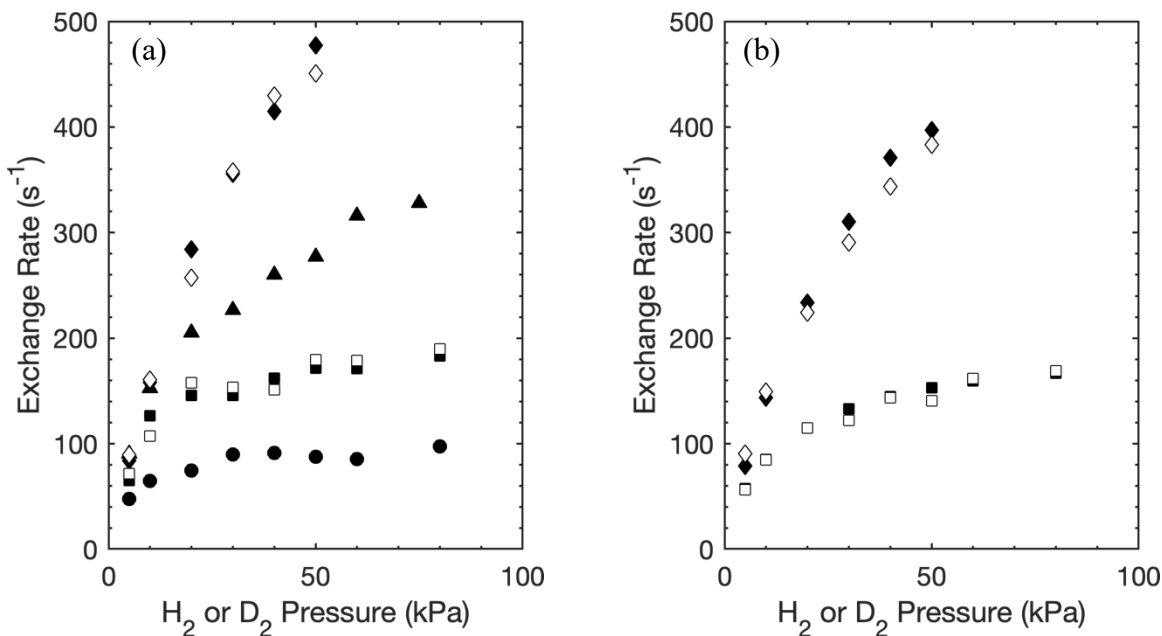 (a)
500
400
300
200
100
0
0 50 100
Exchange Rate (s⁻¹)
H₂ or D₂ Pressure (kPa)
(b)
500
400
300
200
100
0
0 50 100
Exchange Rate (s⁻¹)
H₂ or D₂ Pressure (kPa)